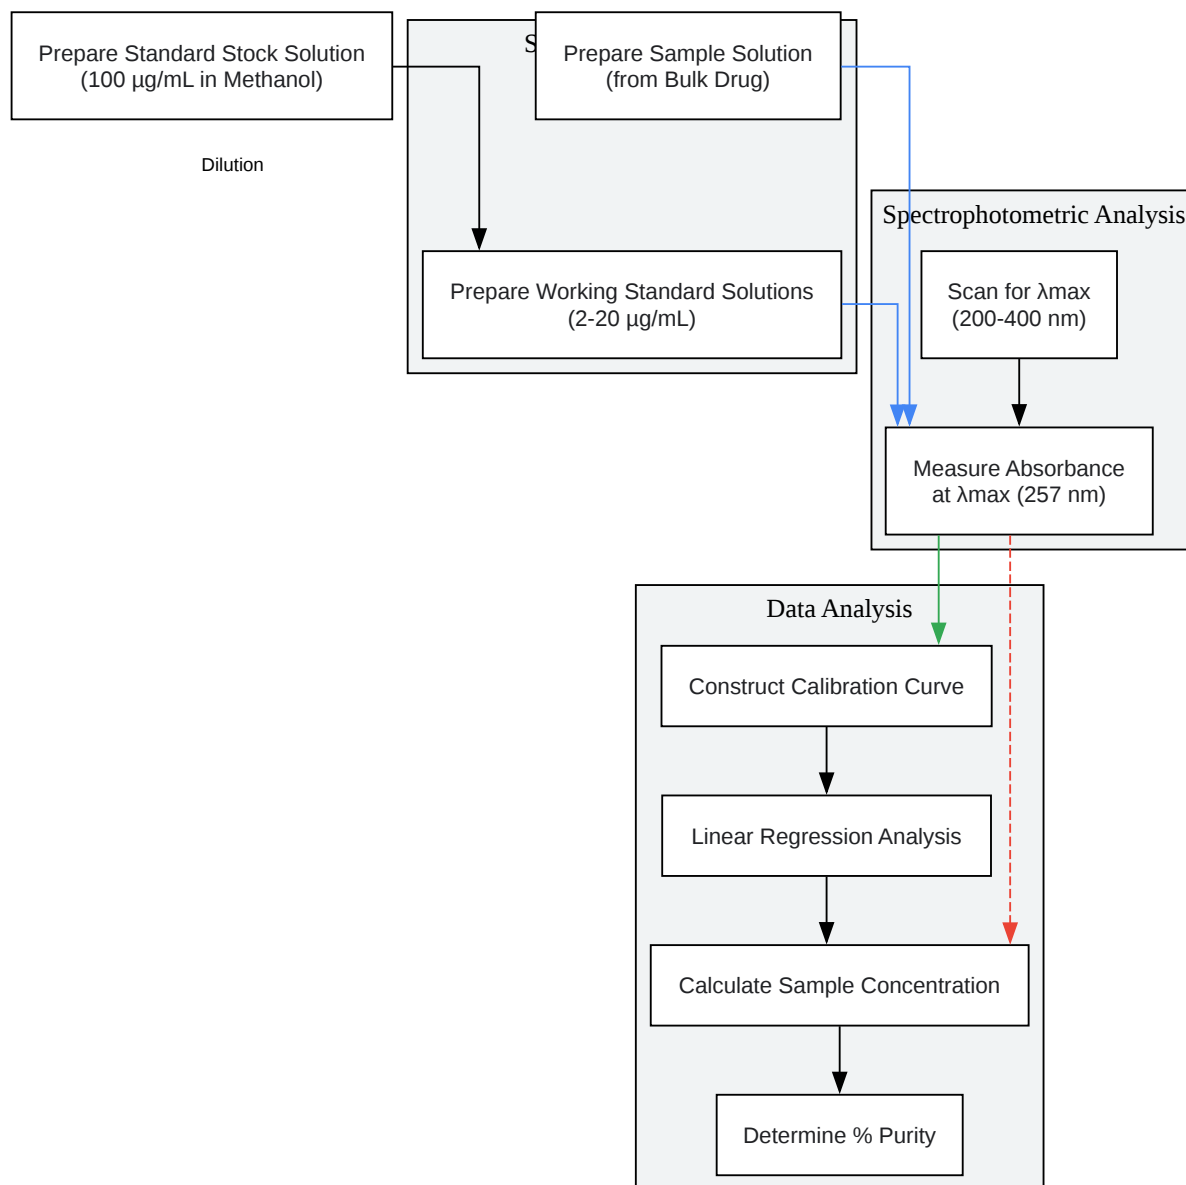 Prepare Standard Stock Solution
(100 µg/mL in Methanol)
Prepare Sample Solution
(from Bulk Drug)
Dilution
Spectrophotometric Analysis
Prepare Working Standard Solutions
(2-20 µg/mL)
Scan for λmax
(200-400 nm)
Measure Absorbance
at λmax (257 nm)
Data Analysis
Construct Calibration Curve
Linear Regression Analysis
Calculate Sample Concentration
Determine % Purity